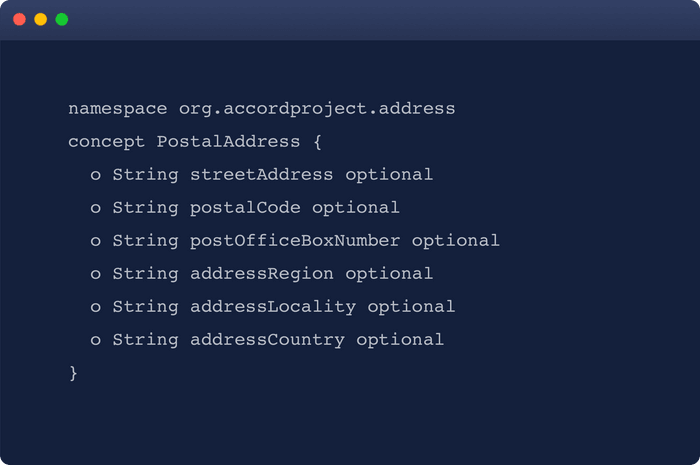 namespace org.accordproject.address
concept PostalAddress {
o String streetAddress optional
o String postalCode optional
o String postOfficeBoxNumber optional
o String addressRegion optional
o String addressLocality optional
o String addressCountry optional
}